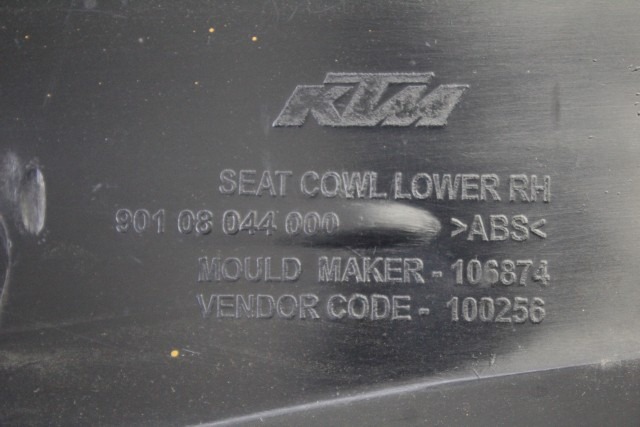 KTM
SEAT COWL LOWER RH
901 08 044 000 >ABS<
MOULD MAKER - 106874
VENDOR CODE - 100256